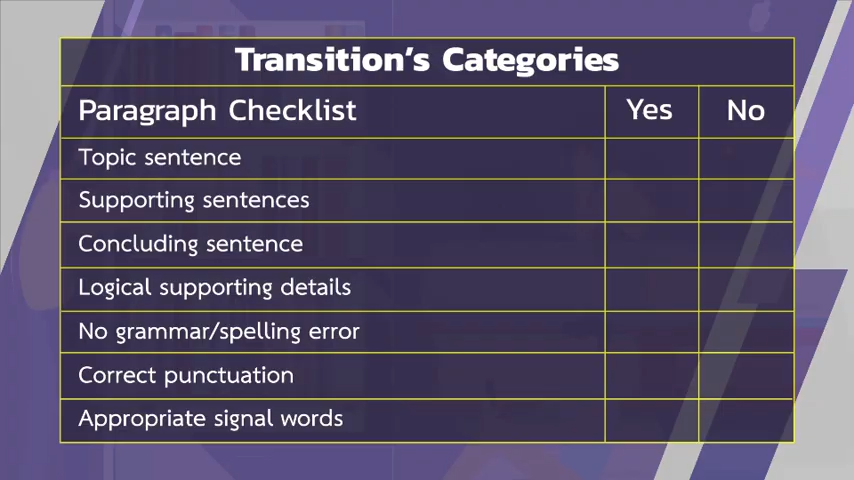 Transition's Categories
Paragraph Checklist Yes No
Topic sentence
Supporting sentences
Concluding sentence
Logical supporting details
No grammar/spelling error
Correct punctuation
Appropriate signal words